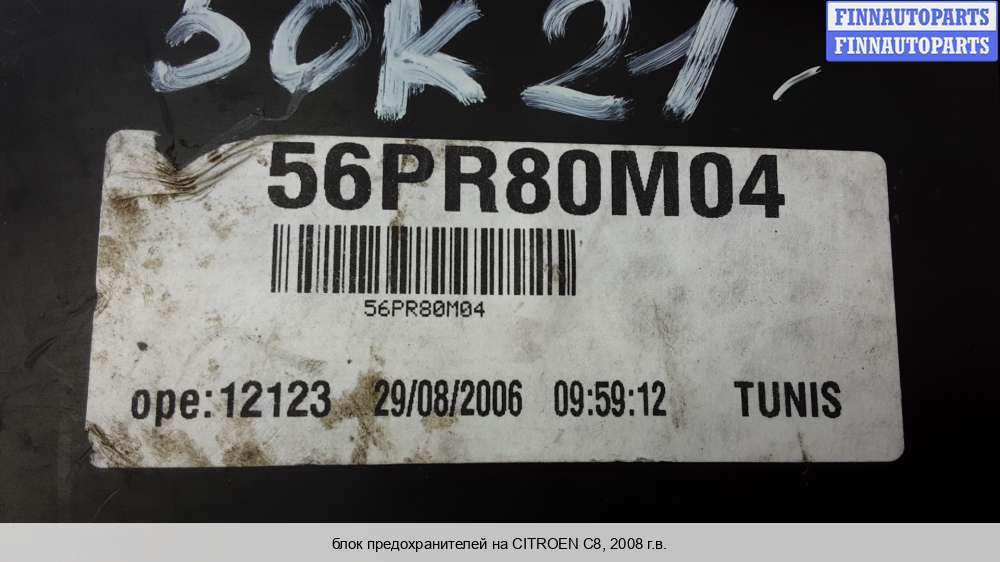 30K21-
FINNAUTOPARTS
FINNAUTOPARTS
56PR80M04
56PR80M04
ope:12123 29/08/2006 09:59:12 TUNIS
блок предохранителей на CITROEN C8, 2008 г.в.